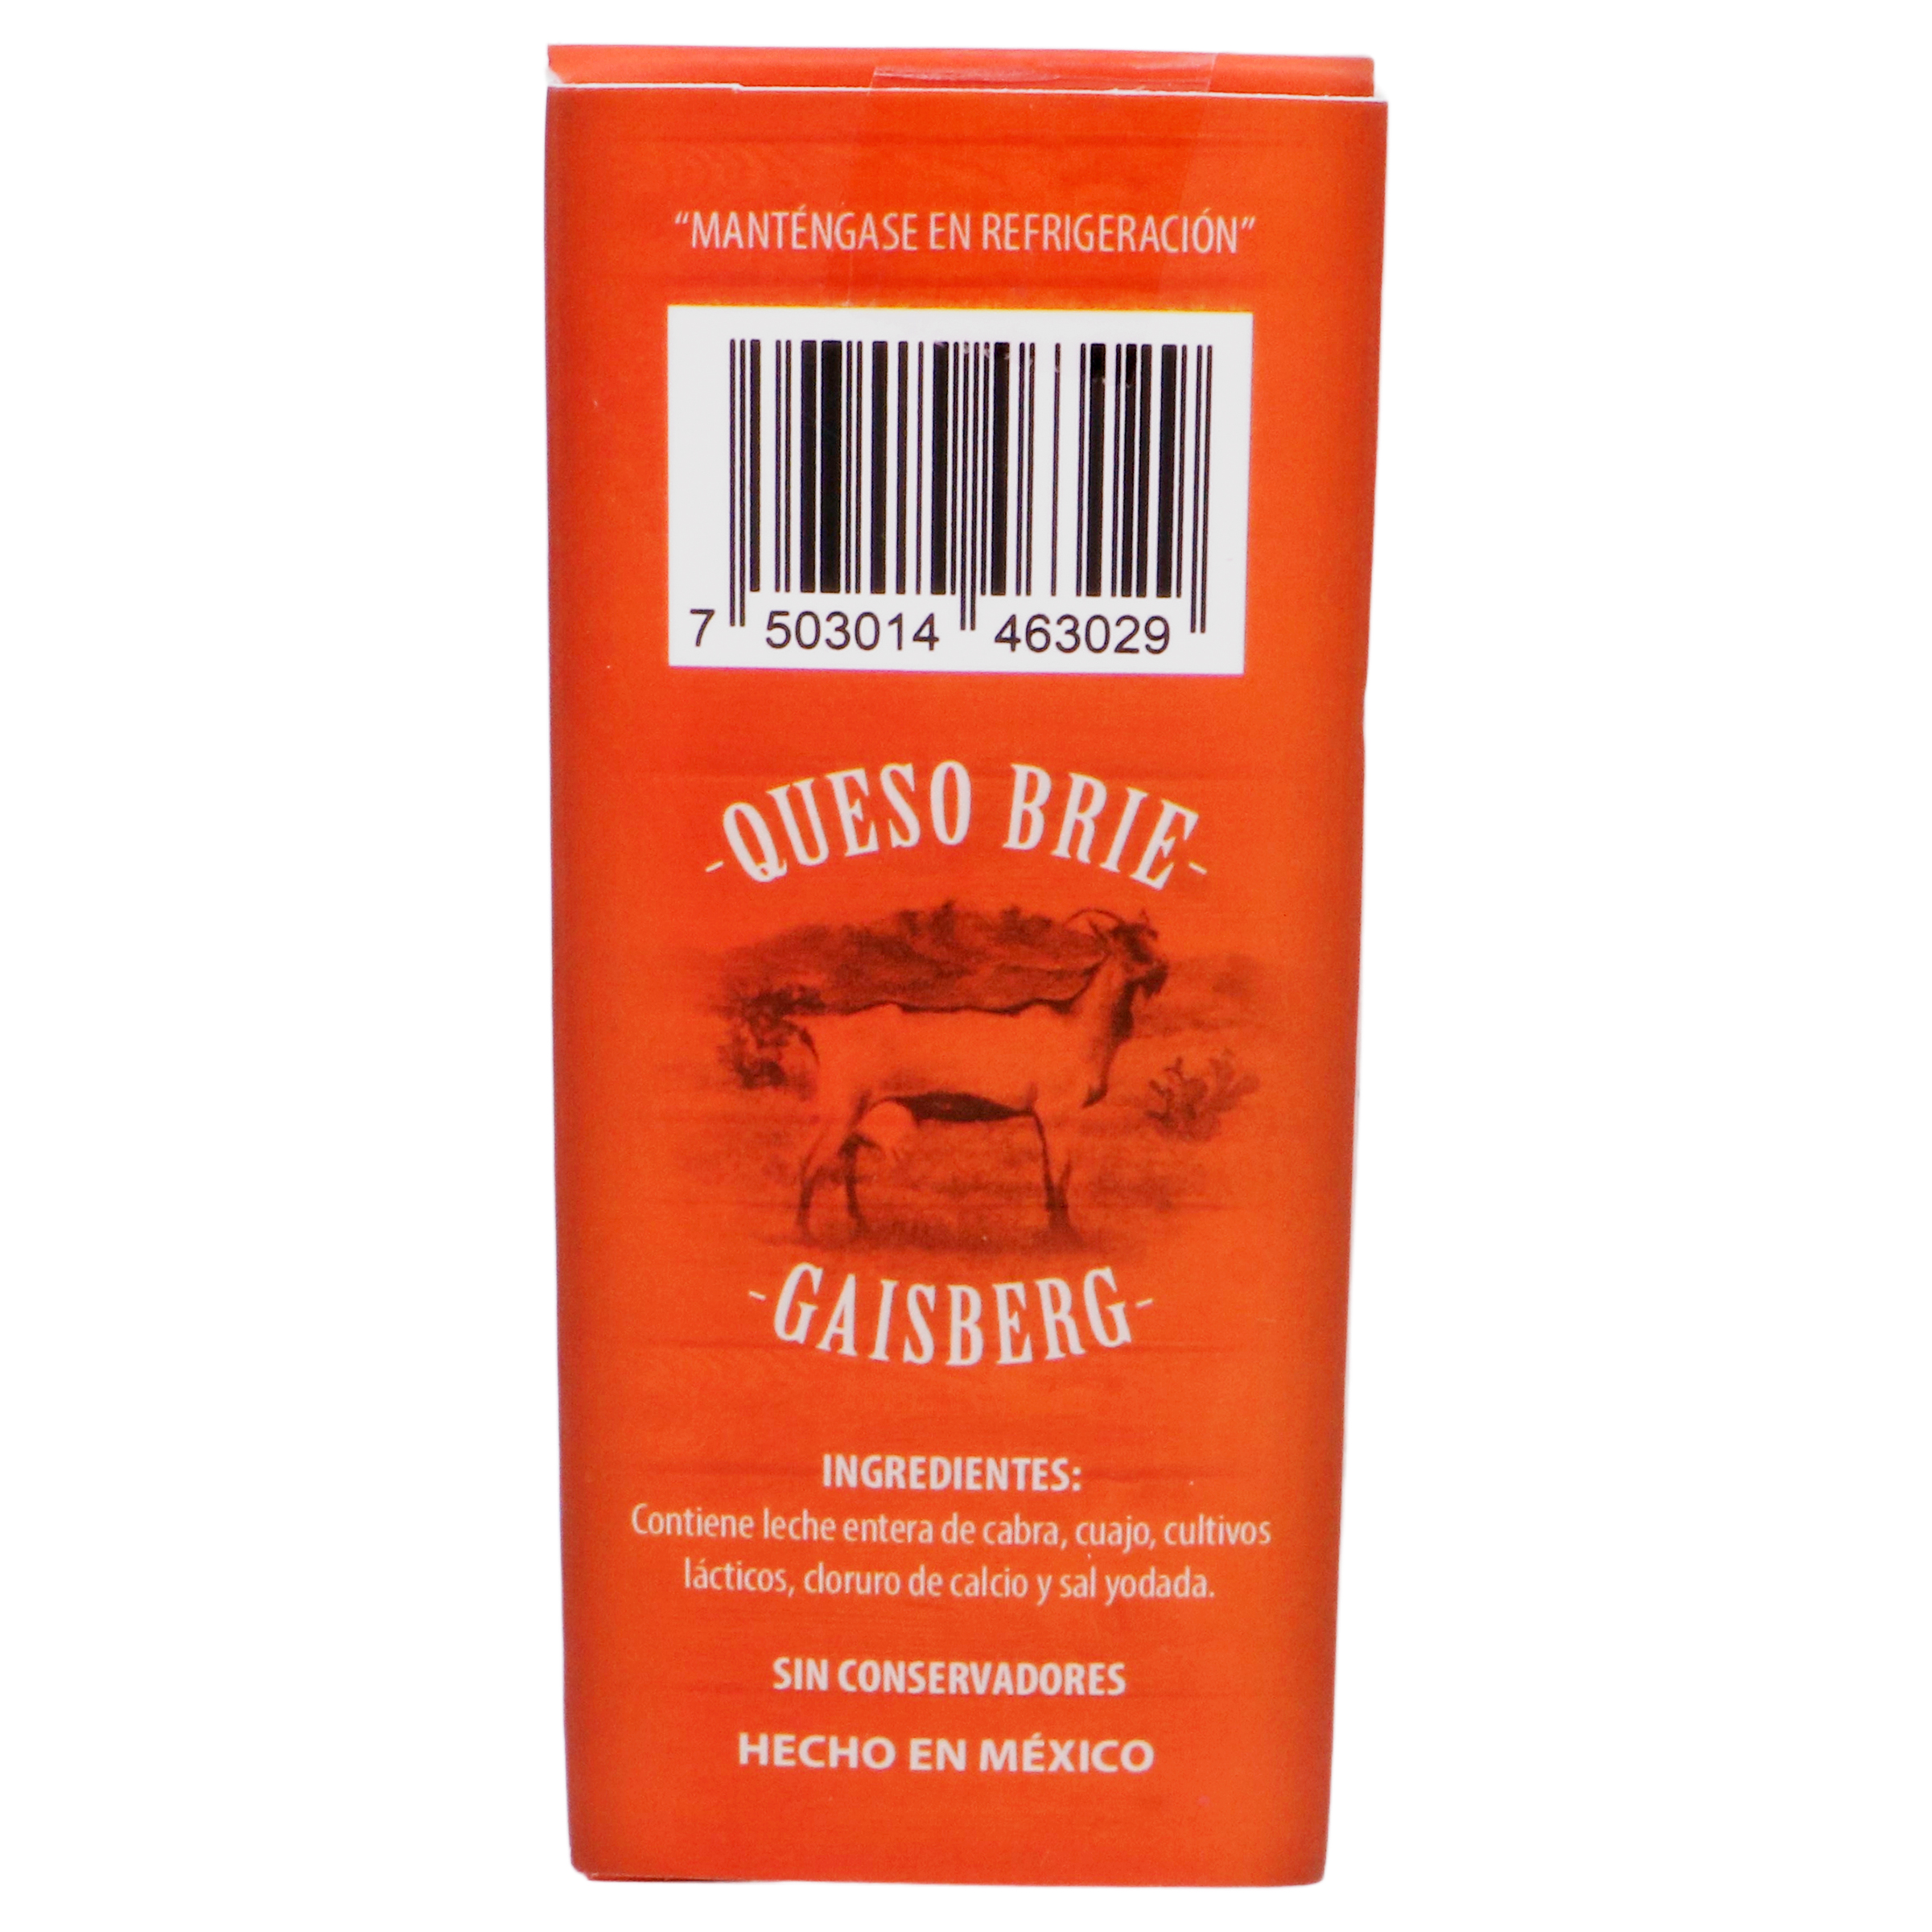 “MANTÉNGASE EN REFRIGERACIÓN”
7 503014 463029
-QUESO BRIE-
-GAISBERG-
INGREDIENTES:
Contiene leche entera de cabra, cuajo, cultivos
lácticos, cloruro de calcio y sal yodada.
SIN CONSERVADORES
HECHO EN MÉXICO